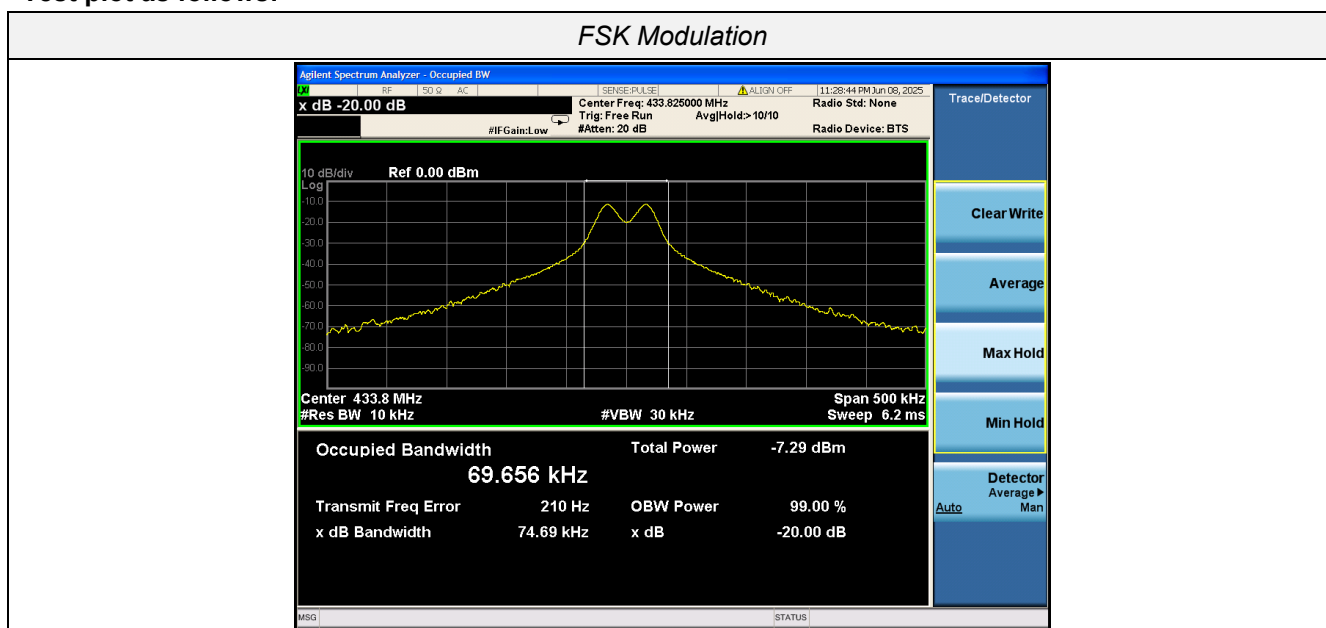 FSK Modulation
Agilent Spectrum Analyzer - Occupied BW
LXI RF 50 Ω AC SENSE:PULSE ALIGN OFF 11:28:44 PM Jun 08, 2025
x dB -20.00 dB
Center Freq: 433.825000 MHz Radio Std: None
Trig: Free Run Avg|Hold:>10/10
#IFGain:Low #Atten: 20 dB Radio Device: BTS
10 dB/div Ref 0.00 dBm
Log
-10.0
-20.0
-30.0
-40.0
-50.0
-60.0
-70.0
-80.0
-90.0
Center 433.8 MHz Span 500 kHz
#Res BW 10 kHz #VBW 30 kHz Sweep 6.2 ms
Occupied Bandwidth Total Power -7.29 dBm
69.656 kHz
Transmit Freq Error 210 Hz OBW Power 99.00 %
x dB Bandwidth 74.69 kHz x dB -20.00 dB
MSG STATUS
Trace/Detector
Clear Write
Average
Max Hold
Min Hold
Detector
Average
Auto Man